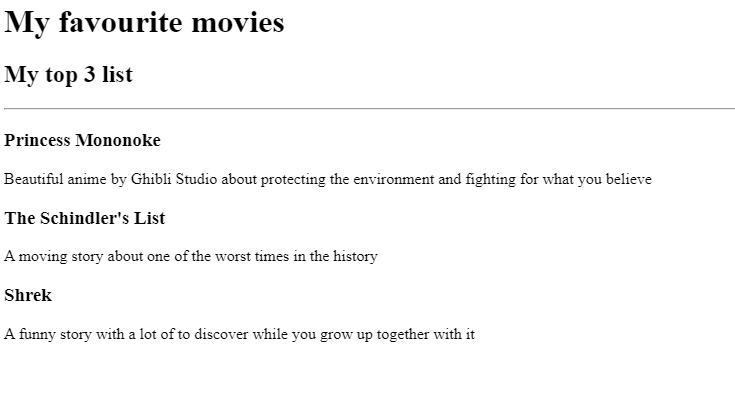 My favourite movies
My top 3 list
Princess Mononoke
Beautiful anime by Ghibli Studio about protecting the environment and fighting for what you believe
The Schindler's List
A moving story about one of the worst times in the history
Shrek
A funny story with a lot of to discover while you grow up together with it